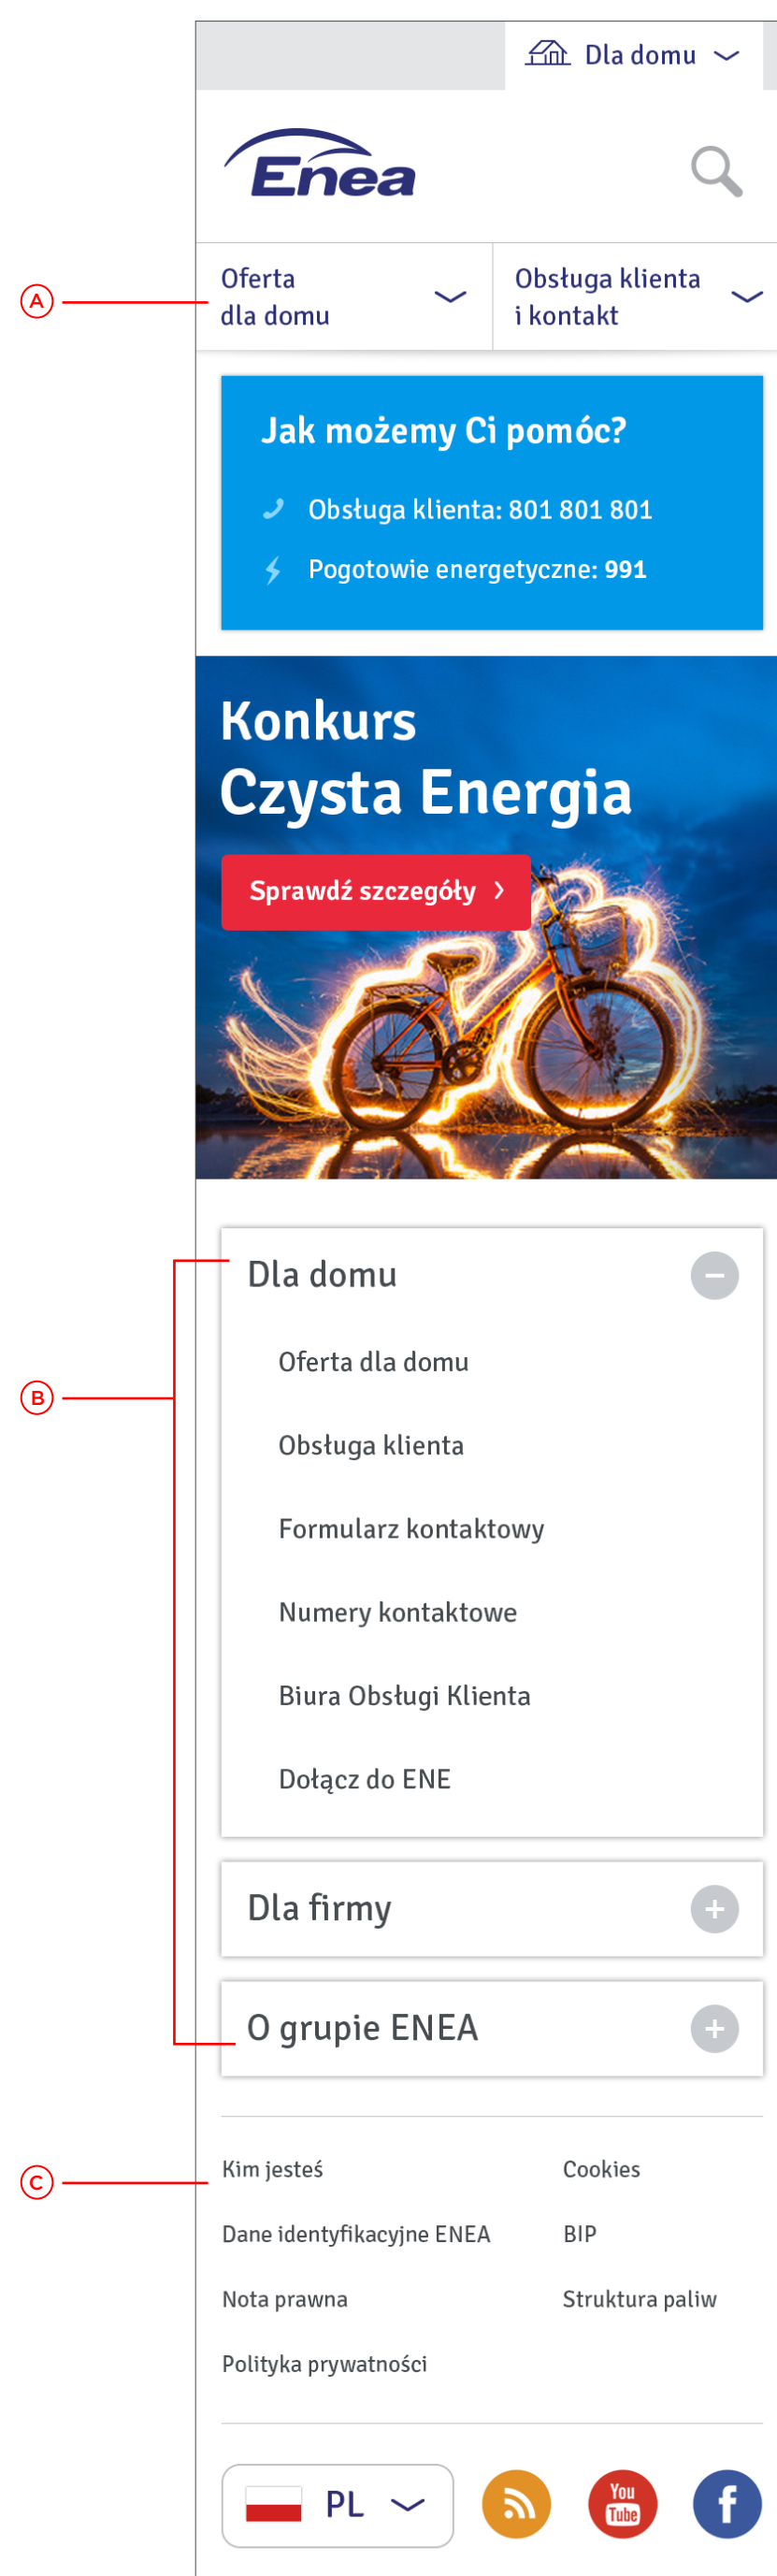 Dla domu
Enea
A
Oferta
dla domu
Obsługa klienta
i kontakt
Jak możemy Ci pomóc?
Obsługa klienta: 801 801 801
Pogotowie energetyczne: 991
Konkurs
Czysta Energia
Sprawdź szczegóły
Dla domu
Oferta dla domu
B
Obsługa klienta
Formularz kontaktowy
Numery kontaktowe
Biura Obsługi Klienta
Dołącz do ENE
Dla firmy
O grupie ENEA
C
Kim jesteś
Cookies
Dane identyfikacyjne ENEA
BIP
Nota prawna
Struktura paliw
Polityka prywatności
PL
You
Tube
f